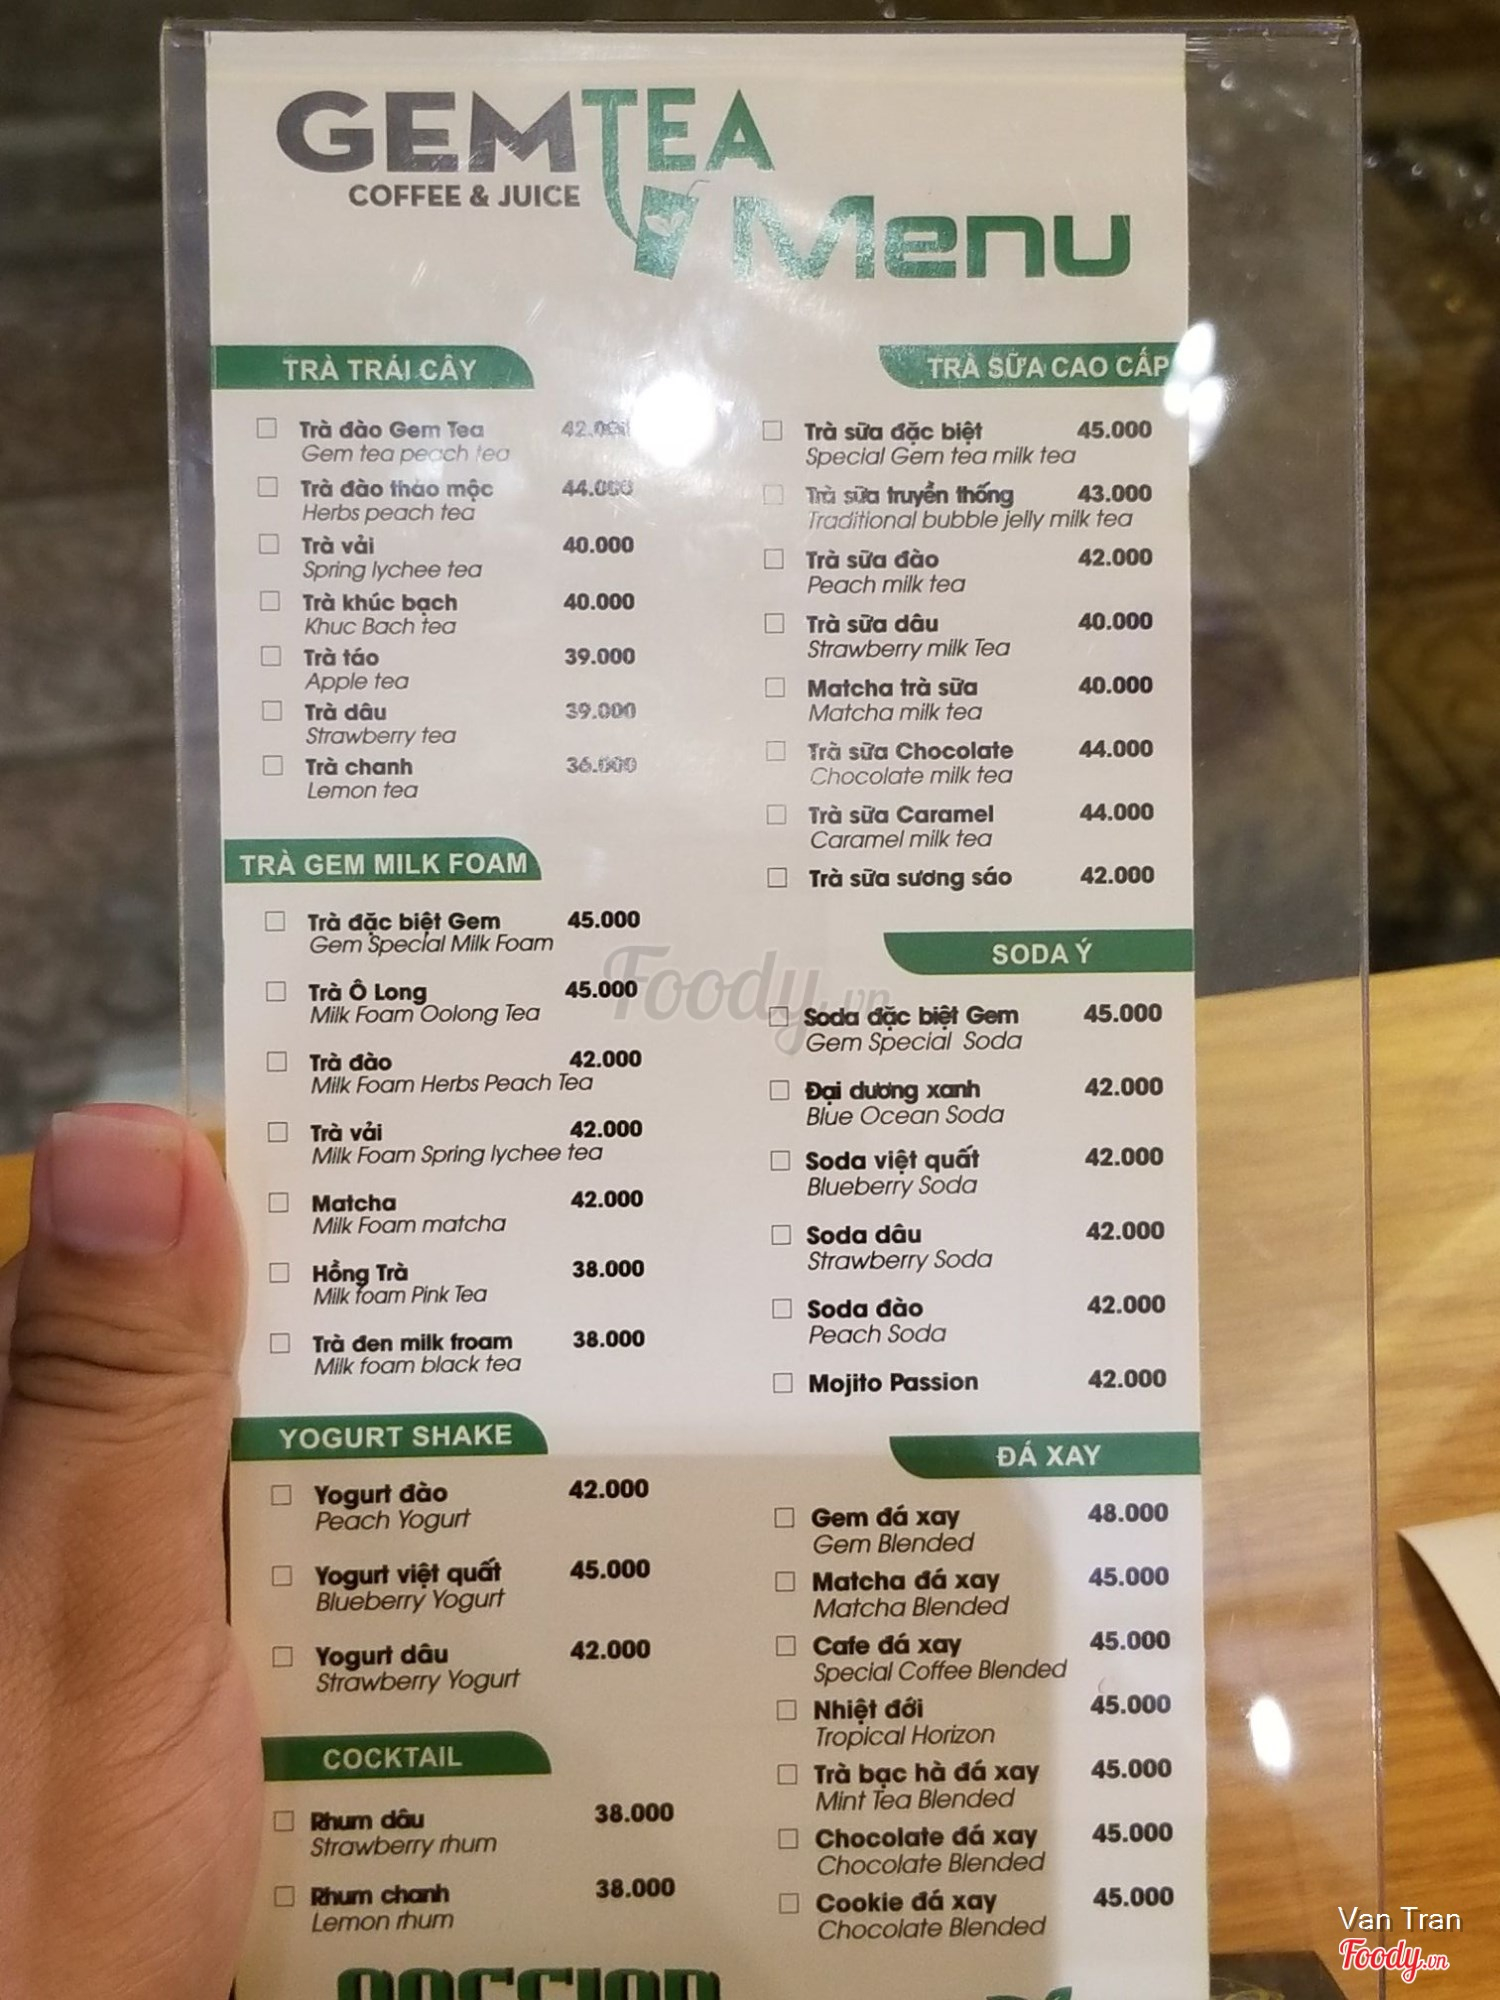 GEMTEA
COFFEE & JUICE
Menu
TRÀ TRÁI CÂY
Trà đào Gem Tea 42.000
Gem tea peach tea
Trà đào thảo mộc 44.000
Herbs peach tea
Trà vải 40.000
Spring lychee tea
Trà khúc bạch 40.000
Khuc Bach tea
Trà táo 39.000
Apple tea
Trà dâu 39.000
Strawberry tea
Trà chanh 36.000
Lemon tea
TRÀ GEM MILK FOAM
Trà đặc biệt Gem 45.000
Gem Special Milk Foam
Trà Ô Long 45.000
Milk Foam Oolong Tea
Trà đào 42.000
Milk Foam Herbs Peach Tea
Trà vải 42.000
Milk Foam Spring lychee tea
Matcha 42.000
Milk Foam matcha
Hồng Trà 38.000
Milk foam Pink Tea
Trà đen milk froam 38.000
Milk foam black tea
YOGURT SHAKE
Yogurt đào 42.000
Peach Yogurt
Yogurt việt quất 45.000
Blueberry Yogurt
Yogurt dâu 42.000
Strawberry Yogurt
COCKTAIL
Rhum dâu 38.000
Strawberry rhum
Rhum chanh 38.000
Lemon rhum
TRÀ SỮA CAO CẤP
Trà sữa đặc biệt 45.000
Special Gem tea milk tea
Trà sữa truyền thống 43.000
Traditional bubble jelly milk tea
Trà sữa đào 42.000
Peach milk tea
Trà sữa dâu 40.000
Strawberry milk Tea
Matcha trà sữa 40.000
Matcha milk tea
Trà sữa Chocolate 44.000
Chocolate milk tea
Trà sữa Caramel 44.000
Caramel milk tea
Trà sữa sương sáo 42.000
SODA Ý
Soda đặc biệt Gem 45.000
Gem Special Soda
Đại dương xanh 42.000
Blue Ocean Soda
Soda việt quất 42.000
Blueberry Soda
Soda dâu 42.000
Strawberry Soda
Soda đào 42.000
Peach Soda
Mojito Passion 42.000
ĐÁ XAY
Gem đá xay 48.000
Gem Blended
Matcha đá xay 45.000
Matcha Blended
Cafe đá xay 45.000
Special Coffee Blended
Nhiệt đới 45.000
Tropical Horizon
Trà bạc hà đá xay 45.000
Mint Tea Blended
Chocolate đá xay 45.000
Chocolate Blended
Cookie đá xay 45.000
Chocolate Blended
Foody.vn
Van Tran
Foody.vn